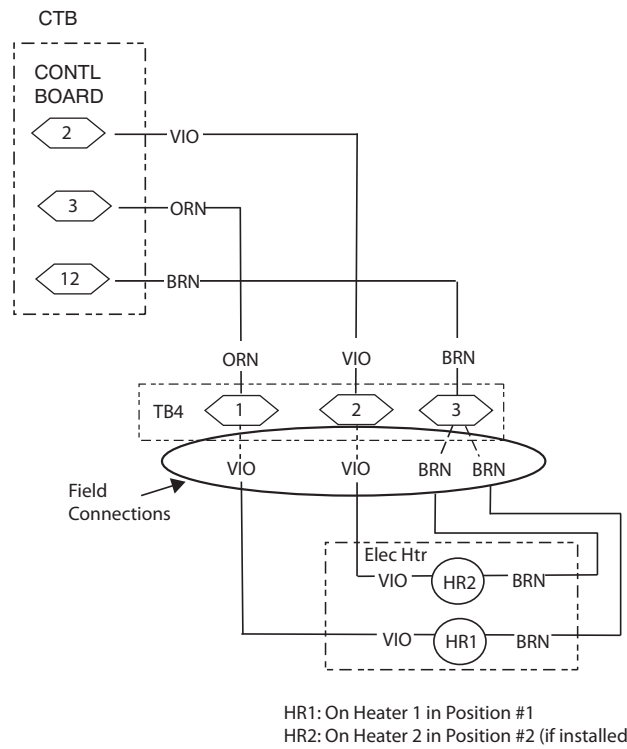 CTB
CONTL
BOARD
2
VIO
3
ORN
12
BRN
ORN
VIO
BRN
TB4
1
2
3
VIO
VIO
BRN
BRN
Field
Connections
Elec Htr
VIO
HR2
BRN
VIO
HR1
BRN
HR1: On Heater 1 in Position #1
HR2: On Heater 2 in Position #2 (if installed